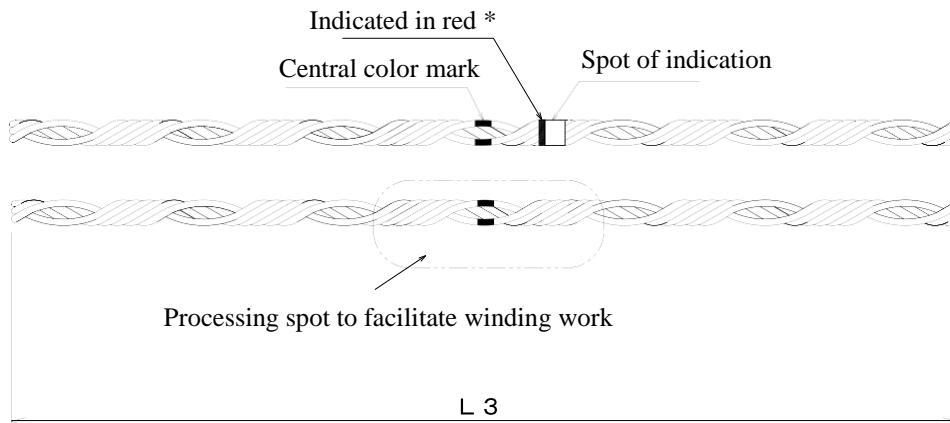 Indicated in red *
Spot of indication
Central color mark
Processing spot to facilitate winding work
L 3